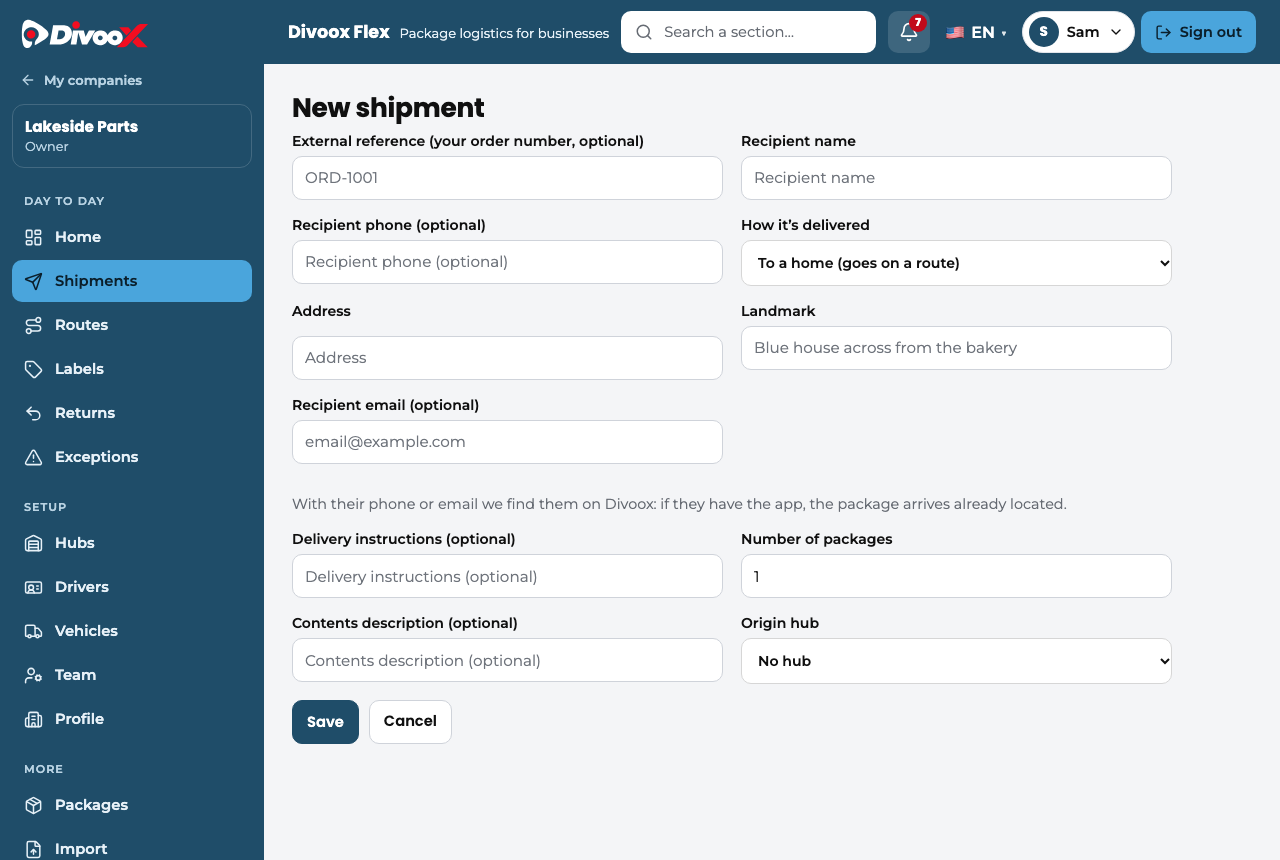 DivooX
Divoox Flex
Package logistics for businesses
Search a section...
7
EN
S
Sam
Sign out
My companies
Lakeside Parts
Owner
DAY TO DAY
Home
Shipments
Routes
Labels
Returns
Exceptions
SETUP
Hubs
Drivers
Vehicles
Team
Profile
MORE
Packages
Import
New shipment
External reference (your order number, optional)
ORD-1001
Recipient name
Recipient name
Recipient phone (optional)
Recipient phone (optional)
How it’s delivered
To a home (goes on a route)
Address
Address
Landmark
Blue house across from the bakery
Recipient email (optional)
email@example.com
With their phone or email we find them on Divoox: if they have the app, the package arrives already located.
Delivery instructions (optional)
Delivery instructions (optional)
Number of packages
1
Contents description (optional)
Contents description (optional)
Origin hub
No hub
Save
Cancel